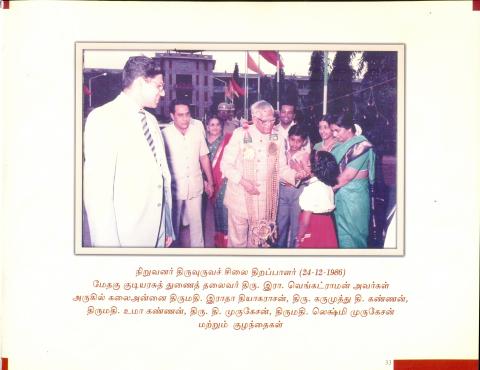 நிறுவனர் திருவுருவச் சிலை திறப்பாளர் (24-12-1986)
மேதகு குடியரசுத் துணைத் தலைவர் திரு. இரா. வெங்கட்ராமன் அவர்கள்
அருகில் கலைஅன்னை திருமதி. இராதா தியாகராசன், திரு. கருமுத்து தி. கண்ணன்,
திருமதி. உமா கண்ணன், திரு. தி. முருகேசன், திருமதி. லெக்ஷ்மி முருகேசன்
மற்றும் குழந்தைகள்
33